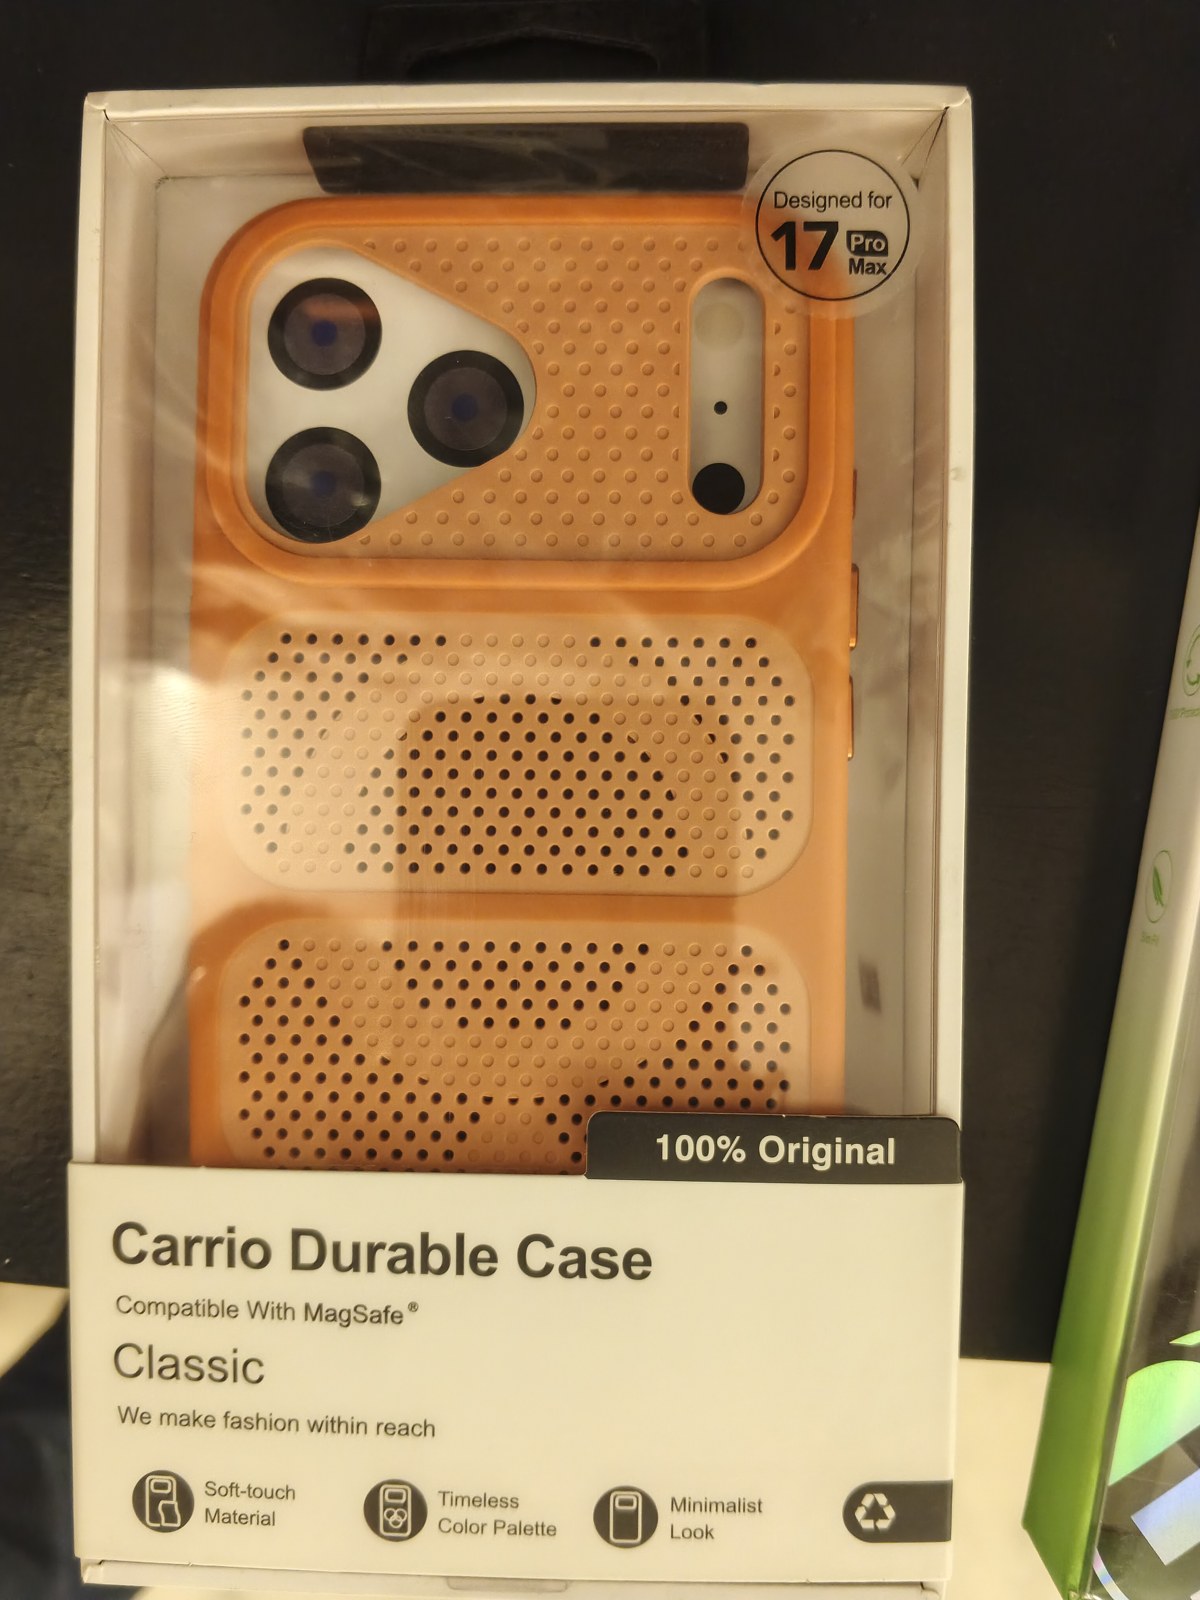 Designed for
17 Pro
Max
100% Original
Carrio Durable Case
Compatible With MagSafe®
Classic
We make fashion within reach
Soft-touch
Material
Timeless
Color Palette
Minimalist
Look